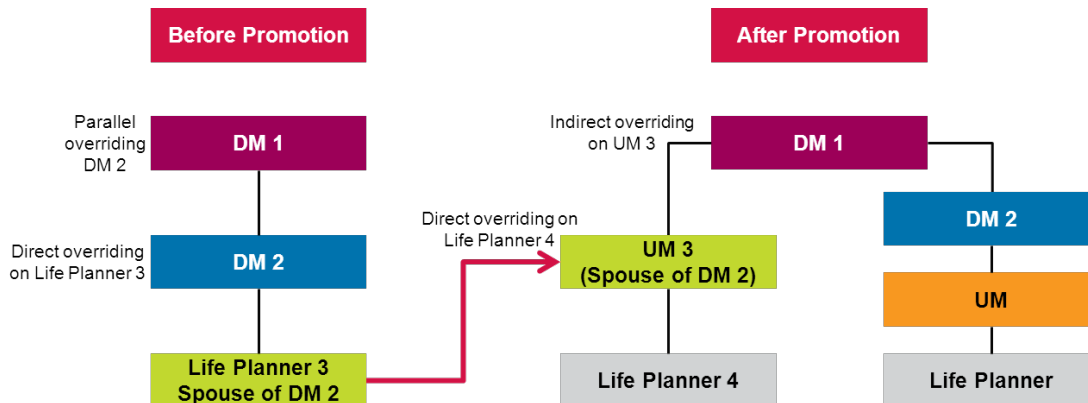 Before Promotion
After Promotion
Parallel
overriding
DM 2
DM 1
Indirect overriding
on UM 3
DM 1
Direct overriding
on Life Planner 3
DM 2
Direct overriding on
Life Planner 4
UM 3
(Spouse of DM 2)
DM 2
UM
Life Planner 3
Spouse of DM 2
Life Planner 4
Life Planner